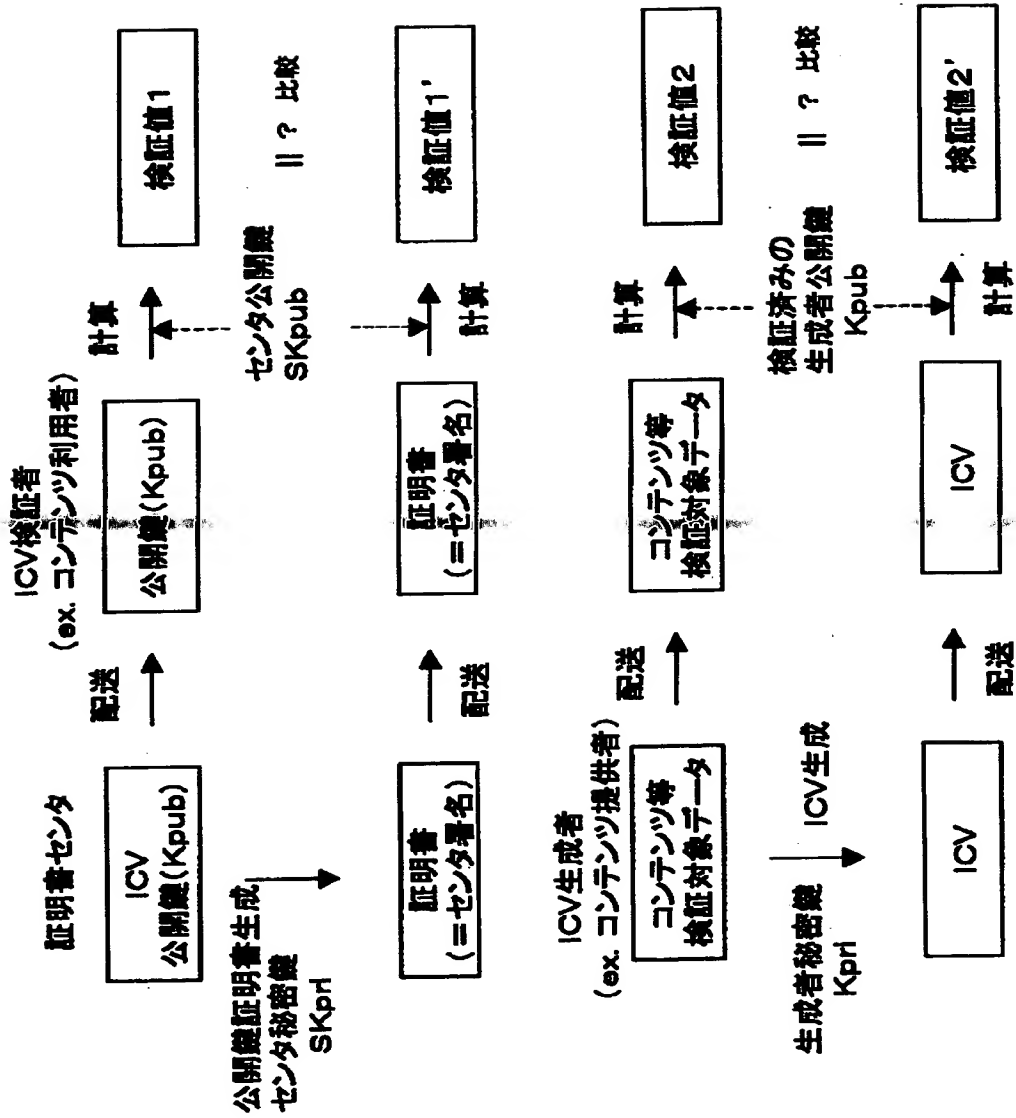 証明書センタ
ICV
公開鍵(Kpub)
配送
ICV検証者
(ex. コンテンツ利用者)
公開鍵(Kpub)
計算
検証値1
公開鍵証明書生成
センタ秘密鍵
SKpri
センタ公開鍵
SKpub
||
?
比較
証明書
(=センタ署名)
配送
証明書
(=センタ署名)
計算
検証値1'
ICV生成者
(ex. コンテンツ提供者)
コンテンツ等
検証対象データ
配送
コンテンツ等
検証対象データ
計算
検証値2
生成者秘密鍵
Kpri
ICV生成
検証済みの
生成者公開鍵
Kpub
||
?
比較
ICV
配送
ICV
計算
検証値2'